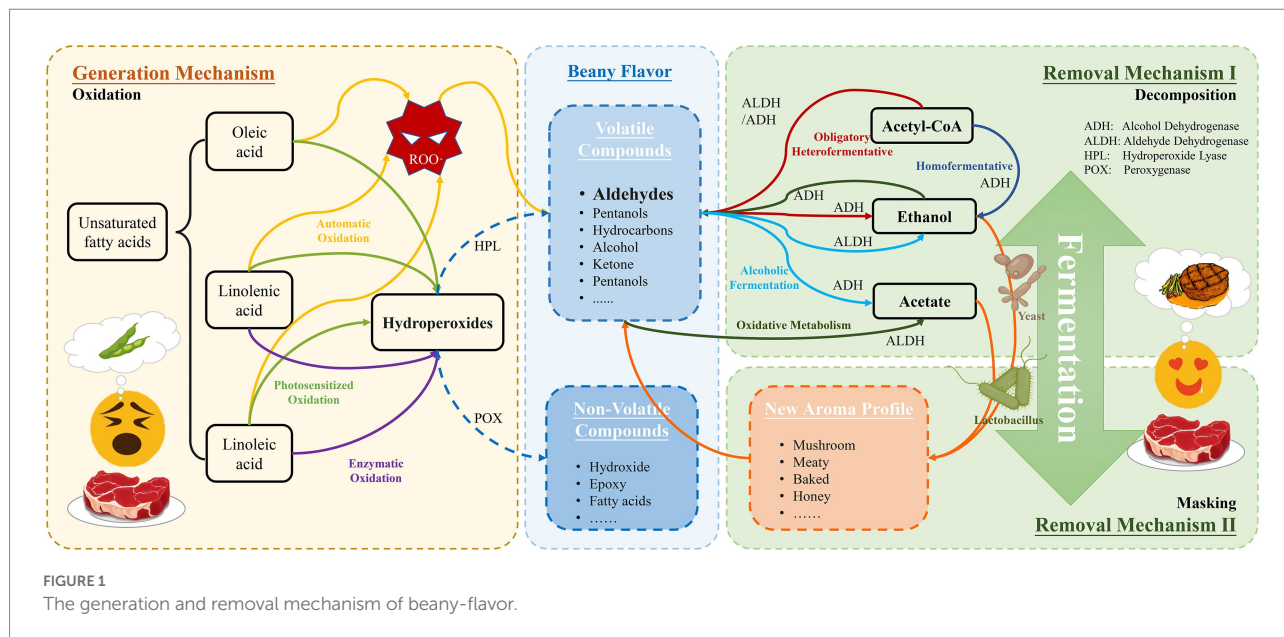 Generation Mechanism
Oxidation
Oleic
acid
Unsaturated
fatty acids
Linolenic
acid
Linoleic
acid
ROO·
Automatic
Oxidation
Photosensitized
Oxidation
Enzymatic
Oxidation
Hydroperoxides
HPL
POX
Beany Flavor
Volatile
Compounds
• Aldehydes
• Pentanols
• Hydrocarbons
• Alcohol
• Ketone
• Pentanols
• ......
Non-Volatile
Compounds
• Hydroxide
• Epoxy
• Fatty acids
• ……
Removal Mechanism I
Decomposition
ADH: Alcohol Dehydrogenase
ALDH: Aldehyde Dehydrogenase
HPL: Hydroperoxide Lyase
POX: Peroxygenase
ALDH
/ADH
Acetyl-CoA
Obligatory
Heterofermentative
Homofermentative
ADH
ADH
ADH
Ethanol
ALDH
Alcoholic
Fermentation
ADH
Acetate
Oxidative Metabolism
ALDH
Yeast
Fermentation
Lactobacillus
New Aroma Profile
• Mushroom
• Meaty
• Baked
• Honey
• ……
Masking
Removal Mechanism II
FIGURE 1
The generation and removal mechanism of beany-flavor.